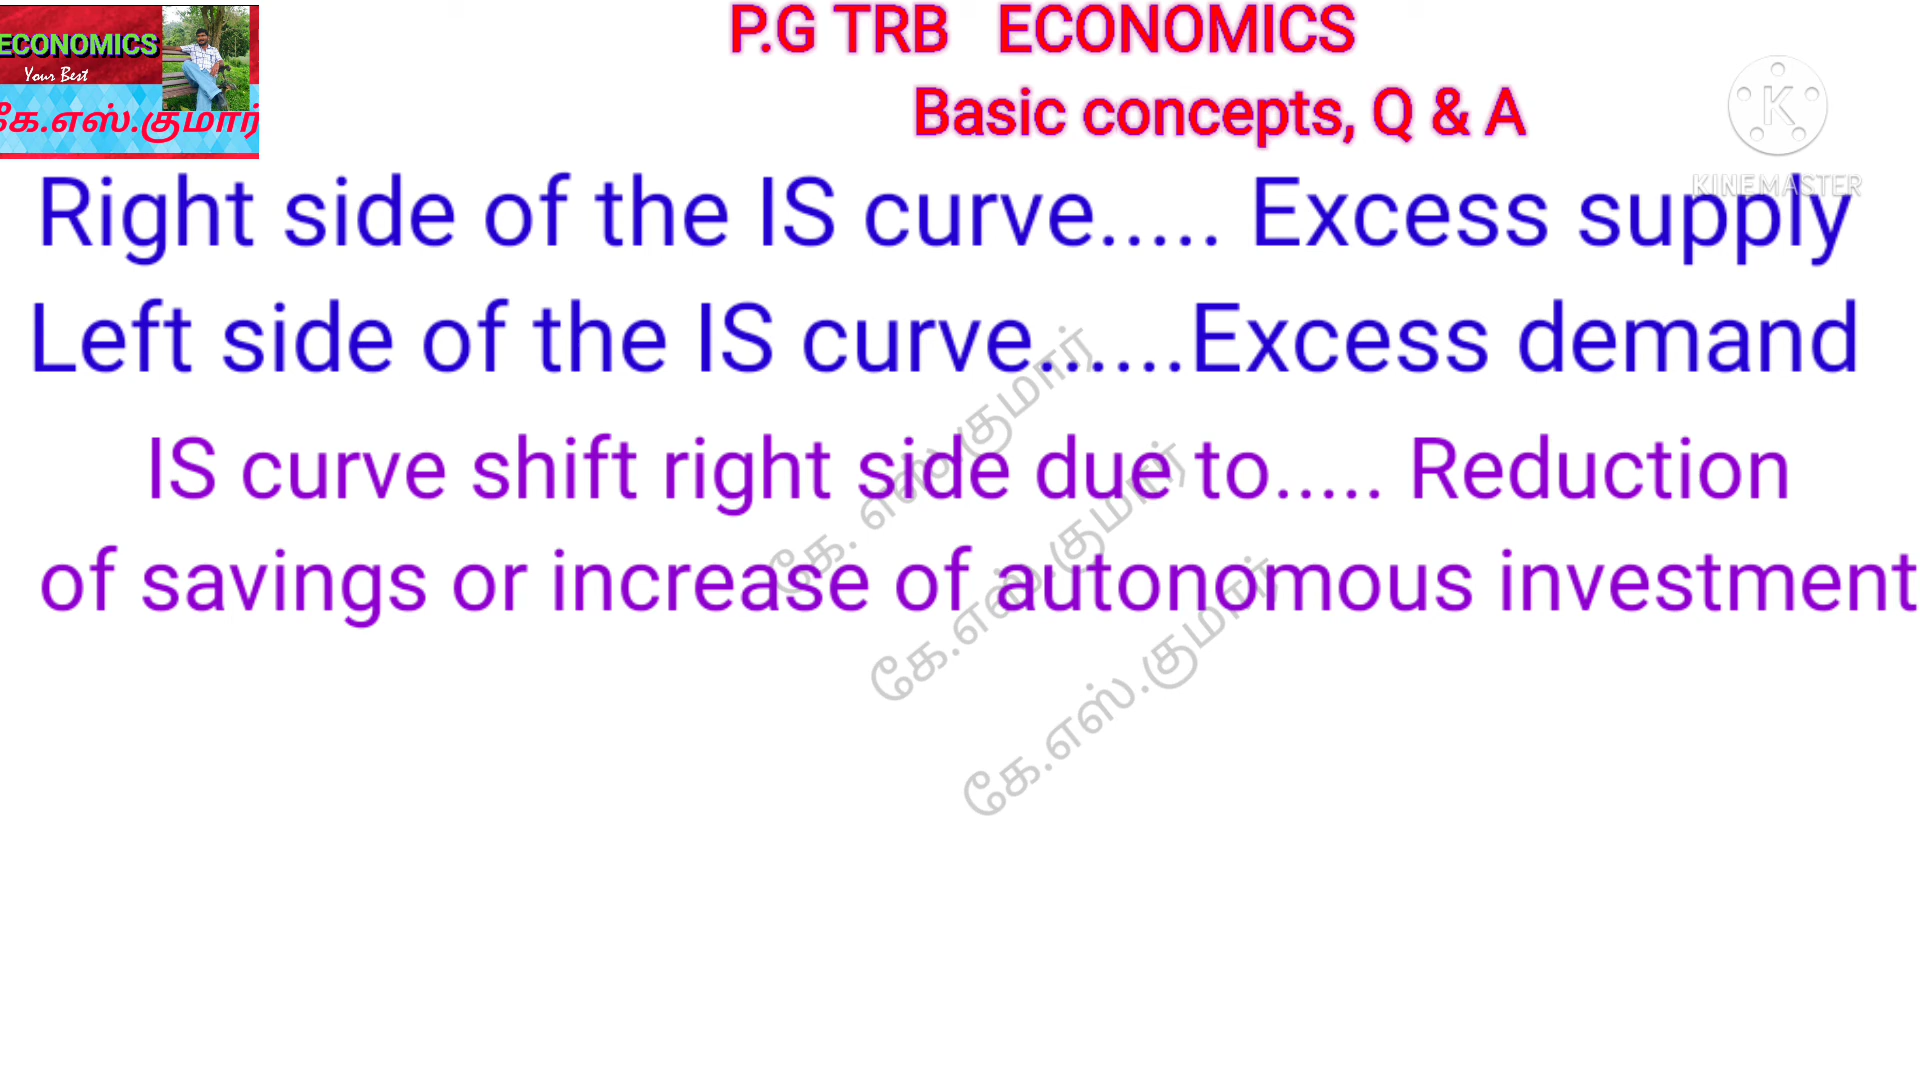 ECONOMICS
Your Best
கே.எஸ்.குமார்
P.G TRB ECONOMICS
Basic concepts, Q & A
K
KINEMASTER
Right side of the IS curve..... Excess supply
Left side of the IS curve......Excess demand
IS curve shift right side due to..... Reduction
of savings or increase of autonomous investment
கே. எஸ் குமார்
கே.எஸ்.குமார்
கே.எஸ்.குமார்